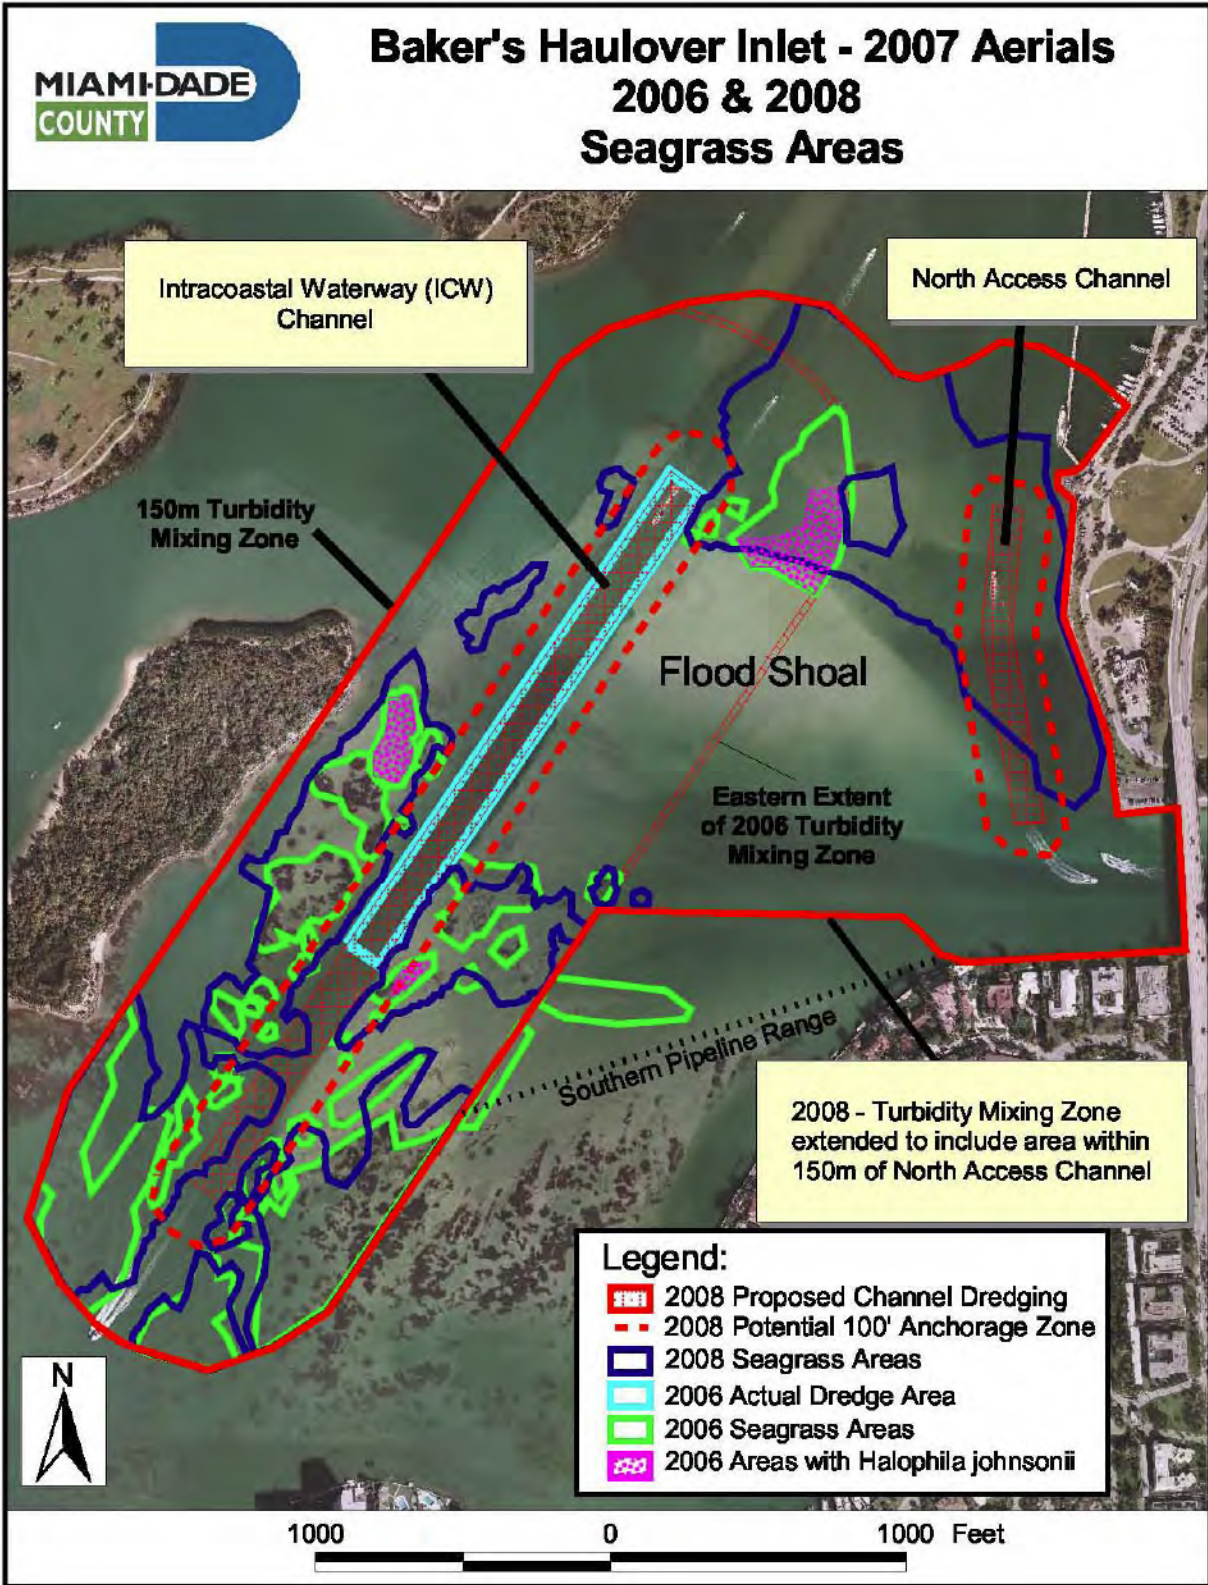 MIAMI-DADE
COUNTY
Baker's Haulover Inlet - 2007 Aerials
2006 & 2008
Seagrass Areas
Intracoastal Waterway (ICW)
Channel
North Access Channel
150m Turbidity
Mixing Zone
Flood Shoal
Eastern Extent
of 2006 Turbidity
Mixing Zone
Southern Pipeline Range
2008 - Turbidity Mixing Zone
extended to include area within
150m of North Access Channel
Legend:
2008 Proposed Channel Dredging
2008 Potential 100' Anchorage Zone
2008 Seagrass Areas
2006 Actual Dredge Area
2006 Seagrass Areas
2006 Areas with Halophila johnsonii
N
1000 0 1000 Feet